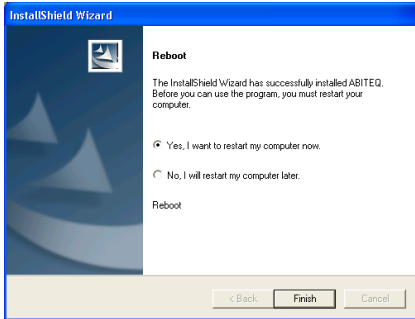 InstallShield Wizard
Reboot
The InstallShield Wizard has successfully installed ABITEQ.
Before you can use the program, you must restart your
computer.
Yes, I want to restart my computer now.
No, I will restart my computer later.
Reboot
< Back
Finish
Cancel